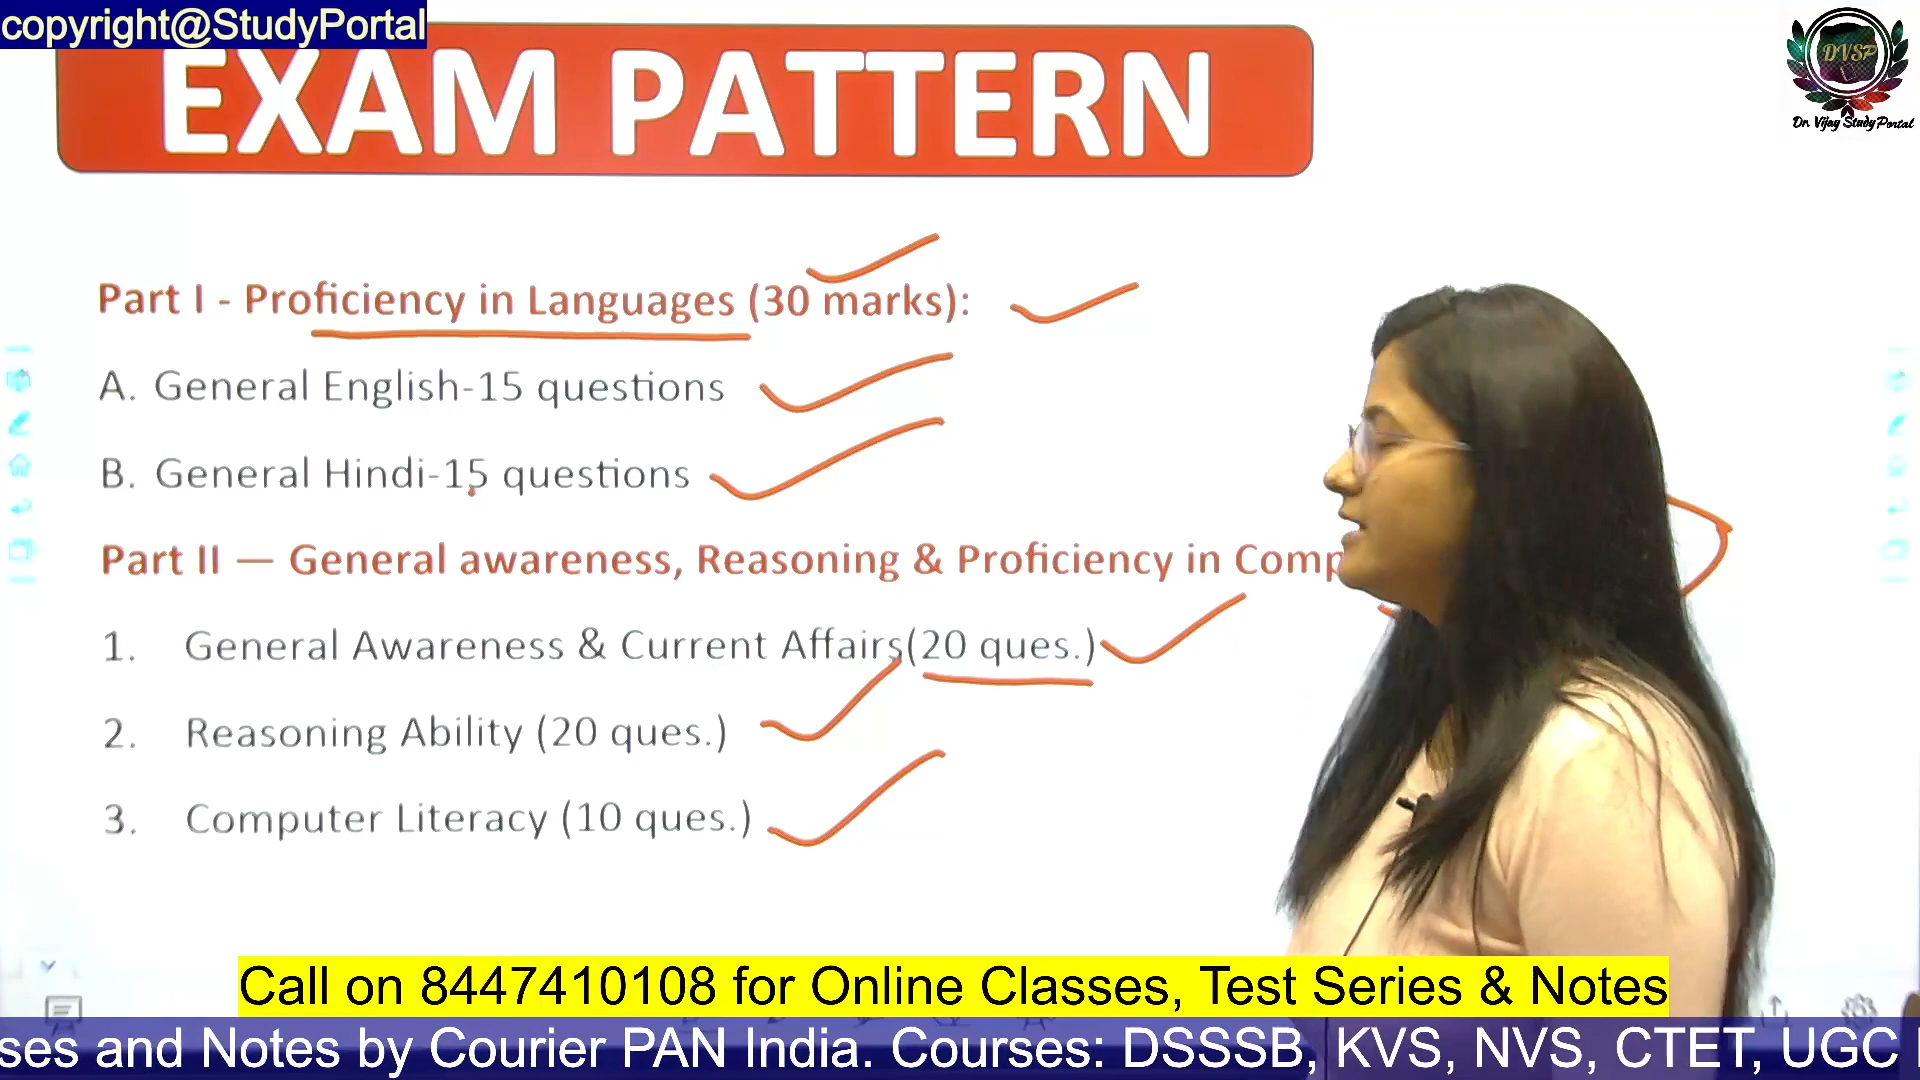 copyright@StudyPortal
EXAM PATTERN
DVSP
Dr. Vijay StudyPortal
Part I - Proficiency in Languages (30 marks):
A. General English-15 questions
B. General Hindi-15 questions
Part II — General awareness, Reasoning & Proficiency in Comp
1. General Awareness & Current Affairs(20 ques.)
2. Reasoning Ability (20 ques.)
3. Computer Literacy (10 ques.)
Call on 8447410108 for Online Classes, Test Series & Notes
ses and Notes by Courier PAN India. Courses: DSSSB, KVS, NVS, CTET, UGC